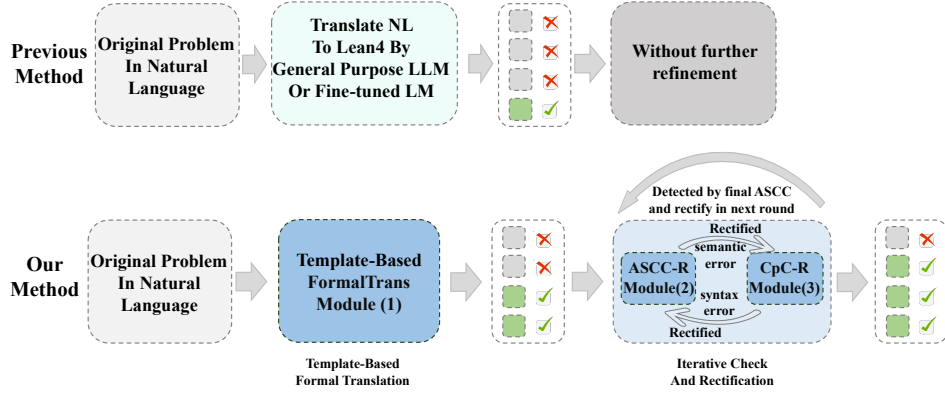 Previous
Method
Original Problem
In Natural
Language
Translate NL
To Lean4 By
General Purpose LLM
Or Fine-tuned LM
Without further
refinement
Our
Method
Original Problem
In Natural
Language
Template-Based
FormalTrans
Module (1)
Template-Based
Formal Translation
Detected by final ASCC
and rectify in next round
Rectified
semantic
error
ASCC-R
Module(2)
CpC-R
Module(3)
syntax
error
Rectified
Iterative Check
And Rectification